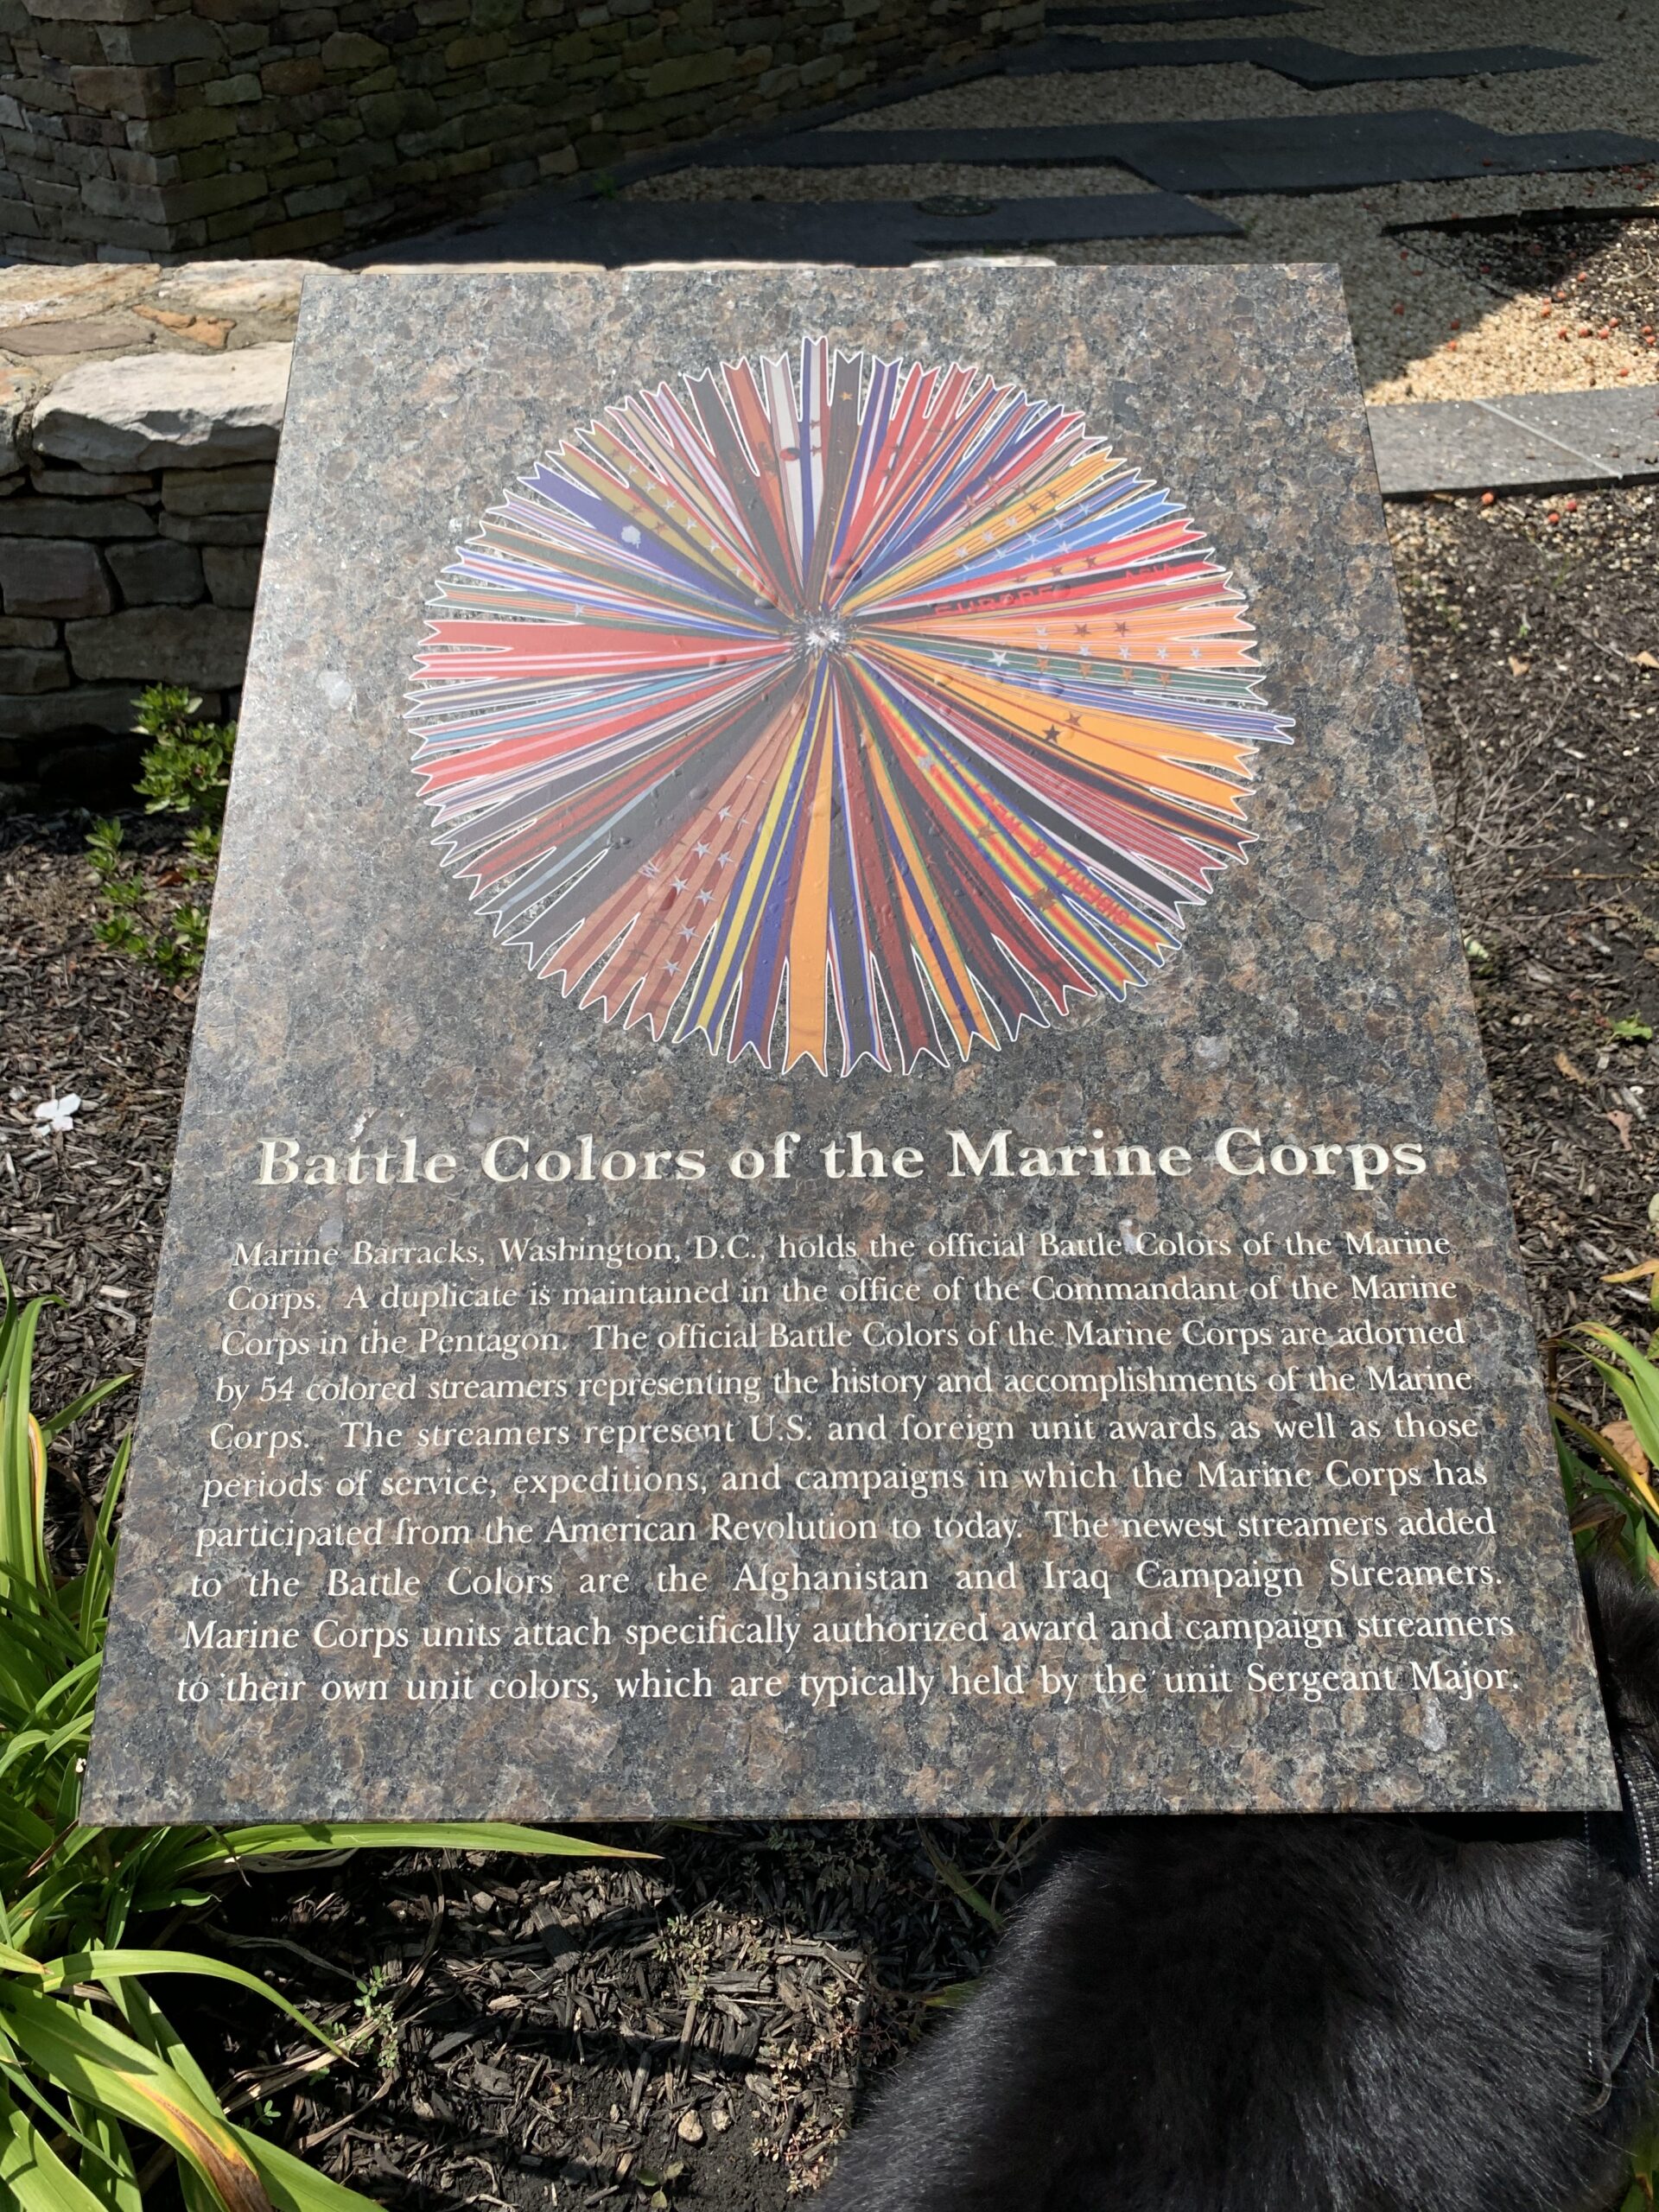 ASIA
EUROPE
SIBERIA & WEST IN
Battle Colors of the Marine Corps
Marine Barracks, Washington, D.C., holds the official Battle Colors of the Marine
Corps. A duplicate is maintained in the office of the Commandant of the Marine
Corps in the Pentagon. The official Battle Colors of the Marine Corps are adorned
by 54 colored streamers representing the history and accomplishments of the Marine
Corps. The streamers represent U.S. and foreign unit awards as well as those
periods of service, expeditions, and campaigns in which the Marine Corps has
participated from the American Revolution to today. The newest streamers added
to the Battle Colors are the Afghanistan and Iraq Campaign Streamers.
Marine Corps units attach specifically authorized award and campaign streamers
to their own unit colors, which are typically held by the unit Sergeant Major.